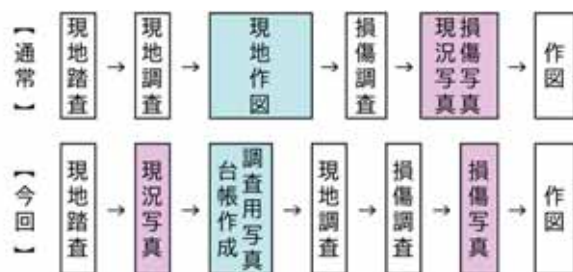 【通常】
現地踏査
→
現地調査
→
現地作図
→
損傷調査
→
損傷写真
現況写真
→
作図
【今回】
現地踏査
→
現況写真
→
調査用写真
台帳作成
→
現地調査
→
損傷調査
→
損傷写真
→
作図